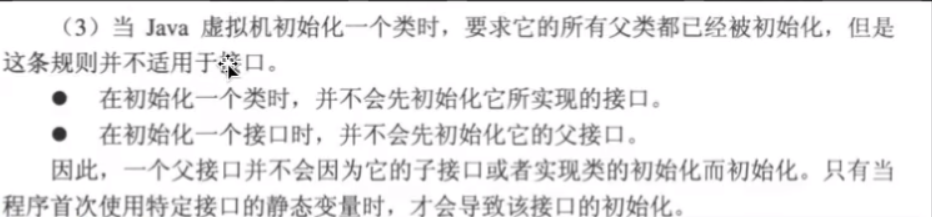 （3）当 Java 虚拟机初始化一个类时，要求它的所有父类都已经被初始化，但是
这条规则并不适用于接口。
● 在初始化一个类时，并不会先初始化它所实现的接口。
● 在初始化一个接口时，并不会先初始化它的父接口。
因此，一个父接口并不会因为它的子接口或者实现类的初始化而初始化。只有当
程序首次使用特定接口的静态变量时，才会导致该接口的初始化。